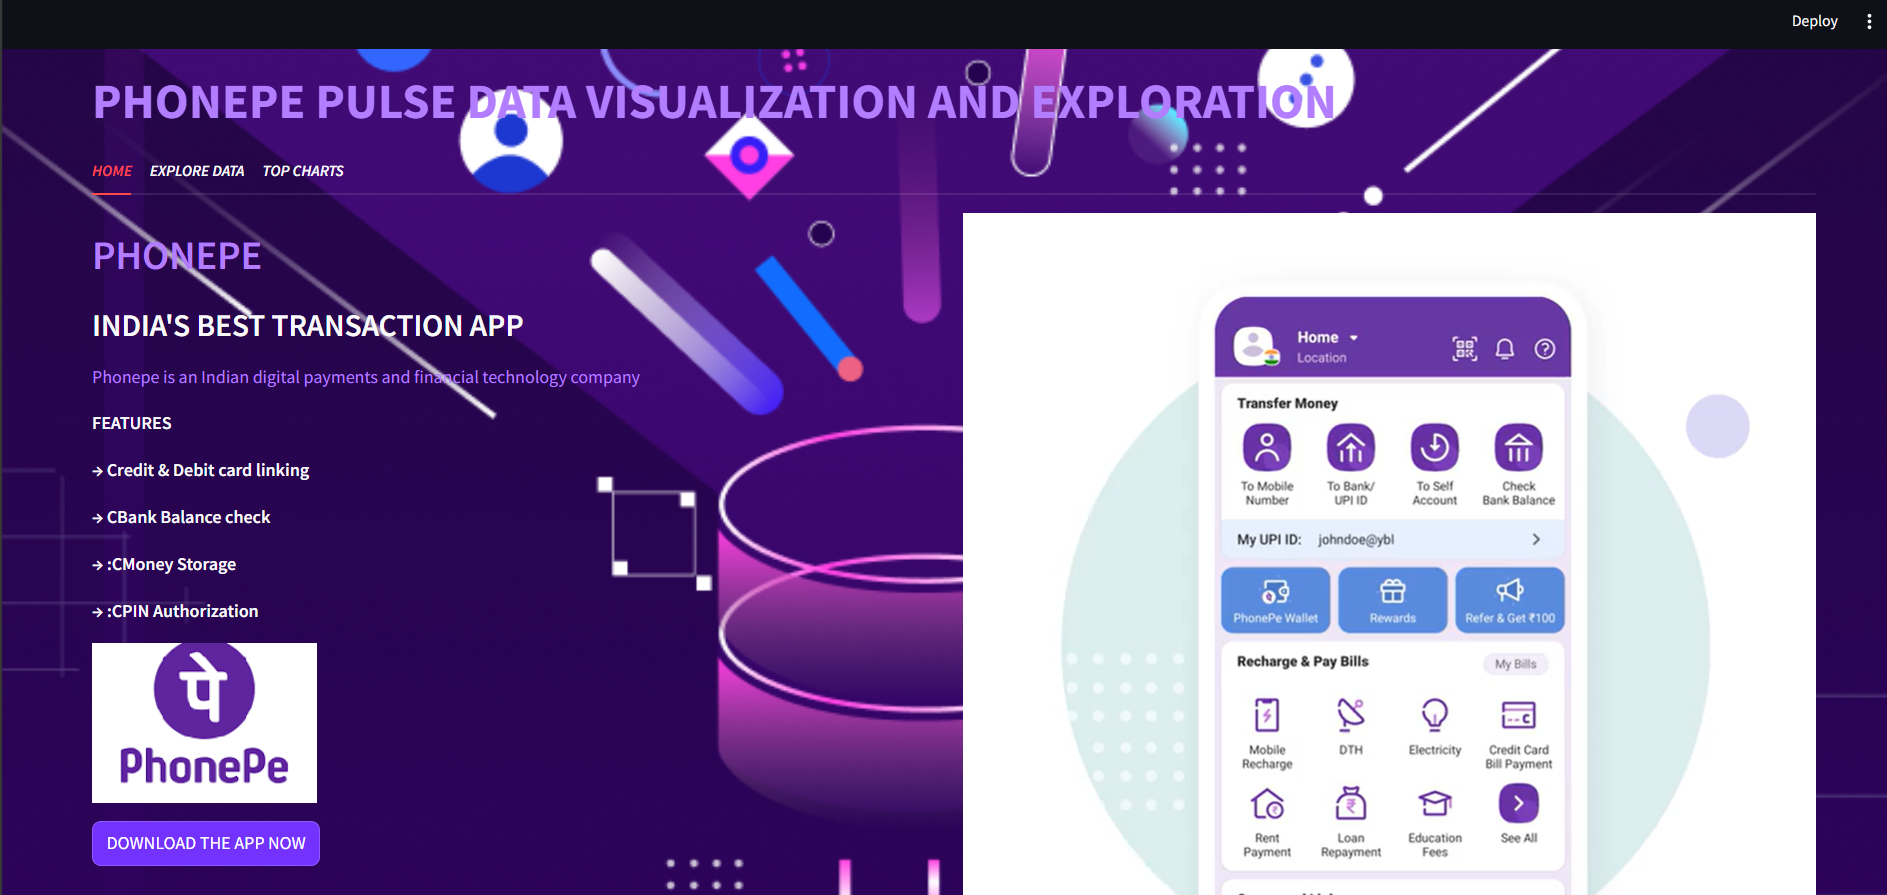 Deploy
PHONEPE PULSE DATA VISUALIZATION AND EXPLORATION
HOME EXPLORE DATA TOP CHARTS
PHONEPE
INDIA'S BEST TRANSACTION APP
Phonepe is an Indian digital payments and financial technology company
FEATURES
→ Credit & Debit card linking
→ CBank Balance check
→ :CMoney Storage
→ :CPIN Authorization
पे
PhonePe
DOWNLOAD THE APP NOW
Home
Location
Transfer Money
To Mobile Number
To Bank/ UPI ID
To Self Account
Check Bank Balance
My UPI ID: johndoe@ybl
PhonePe Wallet
Rewards
Refer & Get ₹100
Recharge & Pay Bills
My Bills
Mobile Recharge
DTH
Electricity
Credit Card Bill Payment
Rent Payment
Loan Repayment
Education Fees
See All